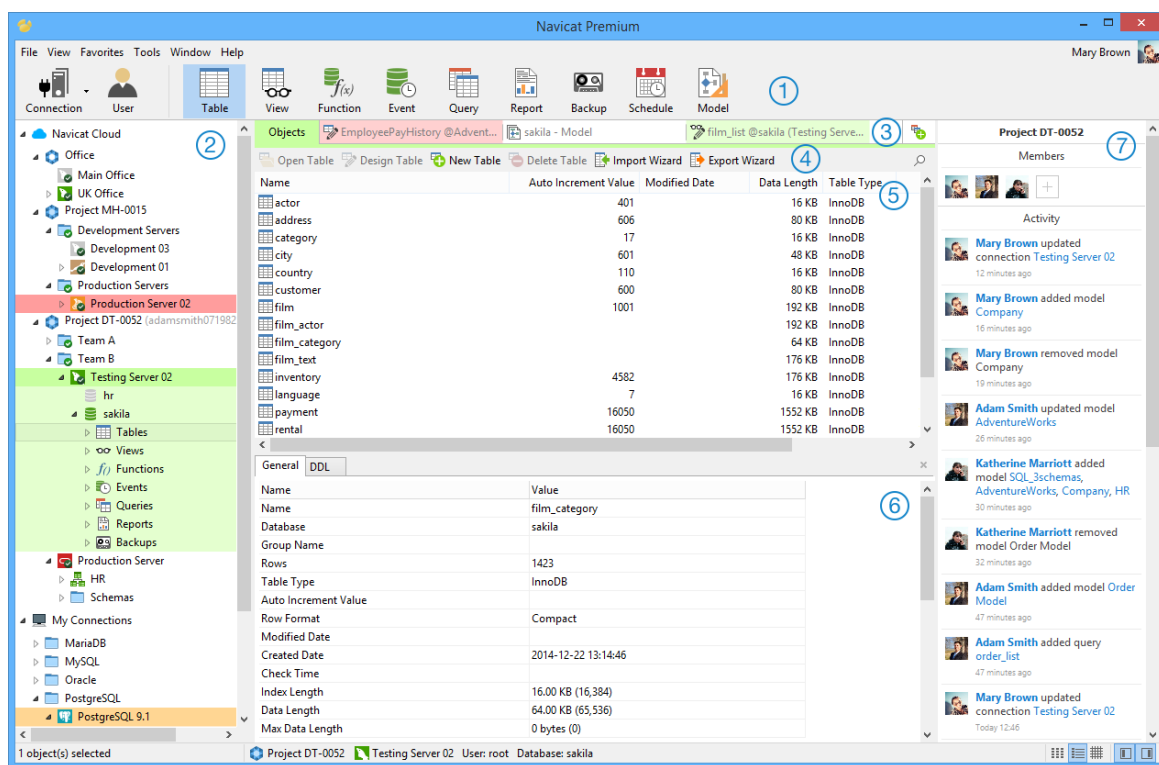 Navicat Premium
File View Favorites Tools Window Help
Mary Brown
Connection User Table View Function Event Query Report Backup Schedule Model
1
Navicat Cloud
2
Office
Main Office
UK Office
Project MH-0015
Development Servers
Development 03
Development 01
Production Servers
Production Server 02
Project DT-0052 (adamsmith071982
Team A
Team B
Testing Server 02
hr
sakila
Tables
Views
Functions
Events
Queries
Reports
Backups
Production Server
HR
Schemas
My Connections
MariaDB
MySQL
Oracle
PostgreSQL
PostgreSQL 9.1
Objects EmployeePayHistory @Advent... sakila - Model film_list @sakila (Testing Serve... 3
Open Table Design Table New Table Delete Table Import Wizard Export Wizard 4
Name Auto Increment Value Modified Date Data Length Table Type
5
actor 401 16 KB InnoDB
address 606 80 KB InnoDB
category 17 16 KB InnoDB
city 601 48 KB InnoDB
country 110 16 KB InnoDB
customer 600 80 KB InnoDB
film 1001 192 KB InnoDB
film_actor 192 KB InnoDB
film_category 64 KB InnoDB
film_text 176 KB InnoDB
inventory 4582 176 KB InnoDB
language 7 16 KB InnoDB
payment 16050 1552 KB InnoDB
rental 16050 1552 KB InnoDB
General DDL
Name Value
6
Name film_category
Database sakila
Group Name
Rows 1423
Table Type InnoDB
Auto Increment Value
Row Format Compact
Modified Date
Created Date 2014-12-22 13:14:46
Check Time
Index Length 16.00 KB (16,384)
Data Length 64.00 KB (65,536)
Max Data Length 0 bytes (0)
Project DT-0052
7
Members
Activity
Mary Brown updated
connection Testing Server 02
12 minutes ago
Mary Brown added model
Company
16 minutes ago
Mary Brown removed model
Company
19 minutes ago
Adam Smith updated model
AdventureWorks
26 minutes ago
Katherine Marriott added
model SQL_3schemas,
AdventureWorks, Company, HR
30 minutes ago
Katherine Marriott removed
model Order Model
32 minutes ago
Adam Smith added model Order
Model
47 minutes ago
Adam Smith added query
order_list
47 minutes ago
Mary Brown updated
connection Testing Server 02
Today 12:46
1 object(s) selected Project DT-0052 Testing Server 02 User: root Database: sakila